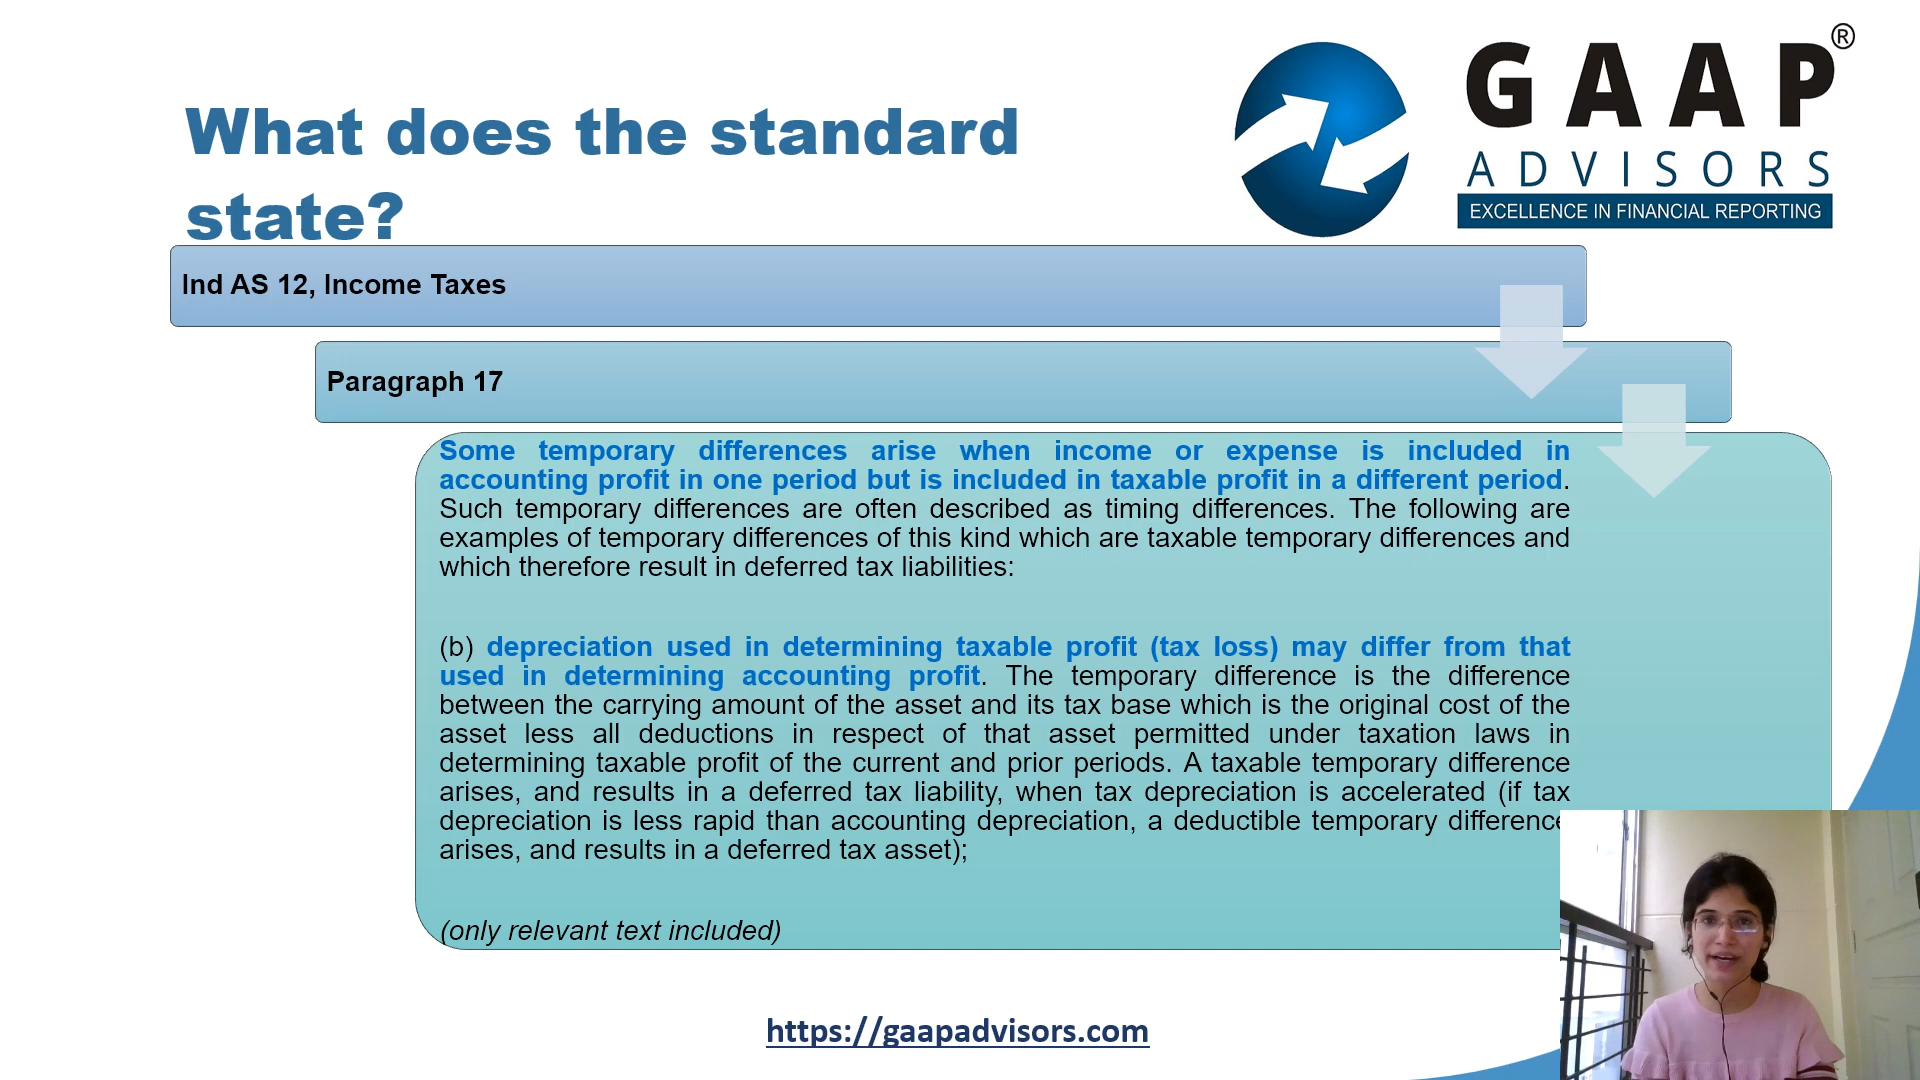 What does the standard
state?
GAAP®
ADVISORS
EXCELLENCE IN FINANCIAL REPORTING
Ind AS 12, Income Taxes
Paragraph 17
Some temporary differences arise when income or expense is included in
accounting profit in one period but is included in taxable profit in a different period.
Such temporary differences are often described as timing differences. The following are
examples of temporary differences of this kind which are taxable temporary differences and
which therefore result in deferred tax liabilities:
(b) depreciation used in determining taxable profit (tax loss) may differ from that
used in determining accounting profit. The temporary difference is the difference
between the carrying amount of the asset and its tax base which is the original cost of the
asset less all deductions in respect of that asset permitted under taxation laws in
determining taxable profit of the current and prior periods. A taxable temporary difference
arises, and results in a deferred tax liability, when tax depreciation is accelerated (if tax
depreciation is less rapid than accounting depreciation, a deductible temporary difference
arises, and results in a deferred tax asset);
(only relevant text included)
https://gaapadvisors.com